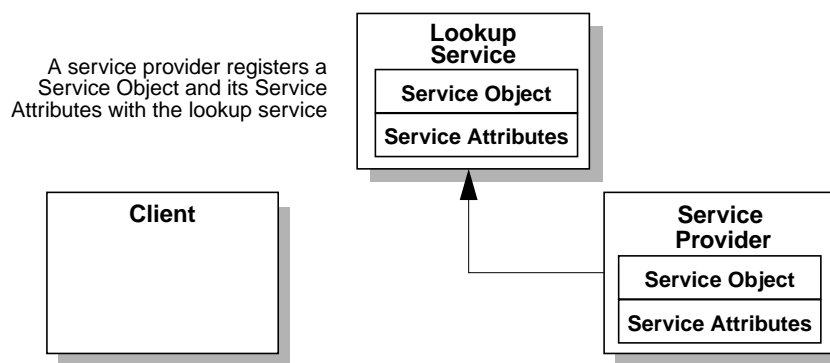 A service provider registers a
Service Object and its Service
Attributes with the lookup service
Lookup
Service
Service Object
Service Attributes
Client
Service
Provider
Service Object
Service Attributes